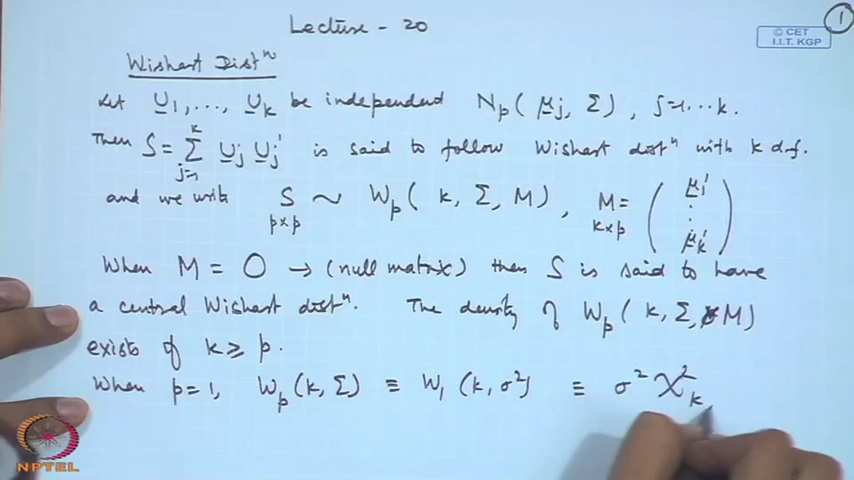 Lecture - 20
1
© CET
I.I.T. KGP
Wishart Distⁿ
Let U1, ..., Uk be independent Np( μj, Σ) , j=1, ... k.
Then S = Σ_{j=1}^{k} Uj Uj' is said to follow Wishart distⁿ with k d.f.
and we write S_{p×p} ~ Wp( k, Σ, M) , M_{k×p} = ( μ1' ⋮ μk' )
When M = O → (null matrix) then S is said to have
a central Wishart distⁿ. The density of Wp( k, Σ, M)
exists if k ≥ p.
When p=1, Wp(k, Σ) ≡ W1 (k, σ²) ≡ σ² χ²k
NPTEL